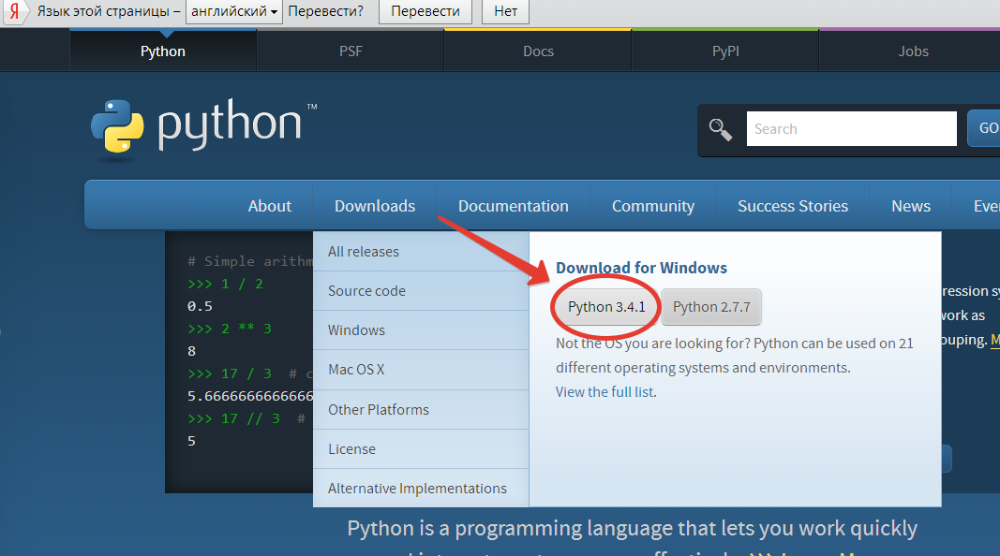 Я Язык этой страницы – английский Перевести? Перевести Нет
Python PSF Docs PyPI Jobs
python™
Search GO
About Downloads Documentation Community Success Stories News
# Simple arithm
>>> 1 / 2
0.5
>>> 2 ** 3
8
>>> 17 / 3 # c
5.666666666666
>>> 17 // 3 #
5
All releases
Source code
Windows
Mac OS X
Other Platforms
License
Alternative Implementations
Download for Windows
Python 3.4.1 Python 2.7.7
Not the OS you are looking for? Python can be used on 21
different operating systems and environments.
View the full list.
ression sy
work as
ouping. M
Python is a programming language that lets you work quickly